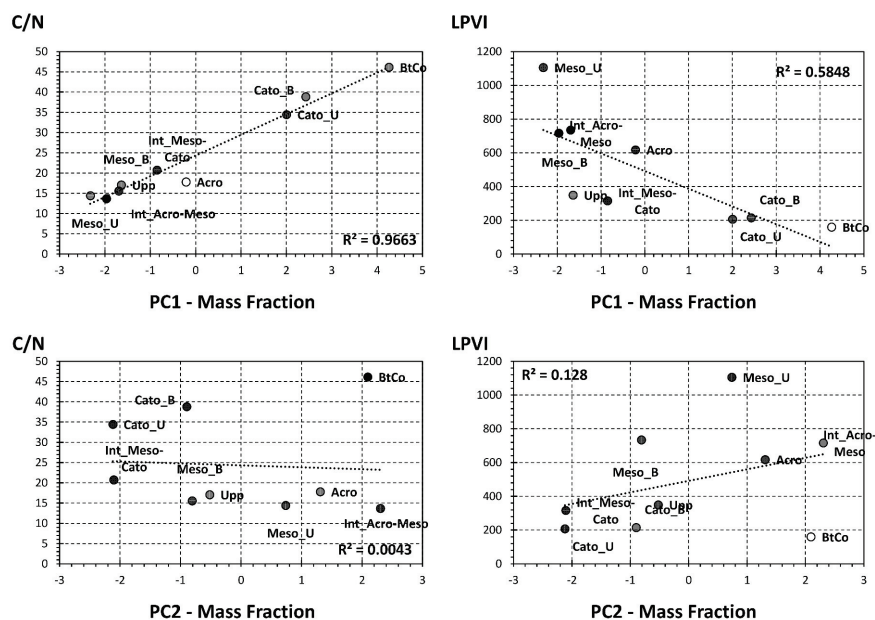 C/N
50
45
40
35
30
25
20
15
10
5
0
BtCo
Cato_B
Cato_U
Int_Meso-
Cato
Meso_B
Upp
Acro
Meso_U
Int_Acro-Meso
R² = 0.9663
-3 -2 -1 0 1 2 3 4 5
PC1 - Mass Fraction
LPVI
1200
1000
800
600
400
200
0
Meso_U
R² = 0.5848
Int_Acro-
Meso
Meso_B
Acro
Upp
Int_Meso-
Cato
Cato_B
Cato_U
BtCo
-3 -2 -1 0 1 2 3 4 5
PC1 - Mass Fraction
C/N
50
45
40
35
30
25
20
15
10
5
0
BtCo
Cato_B
Cato_U
Int_Meso-
Cato
Meso_B
Upp
Acro
Meso_U
Int_Acro-Meso
R² = 0.0043
-3 -2 -1 0 1 2 3
PC2 - Mass Fraction
LPVI
1200
1000
800
600
400
200
0
R² = 0.128
Meso_U
Int_Acro-
Meso
Acro
Meso_B
Int_Meso-
Cato
Upp
Cato_B
Cato_U
BtCo
-3 -2 -1 0 1 2 3
PC2 - Mass Fraction